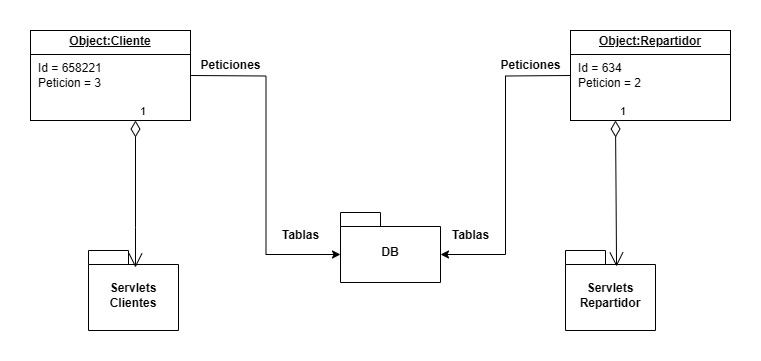 Object:Cliente
Id = 658221
Peticion = 3
1
Peticiones
Peticiones
Object:Repartidor
Id = 634
Peticion = 2
1
Tablas
DB
Tablas
Servlets
Clientes
Servlets
Repartidor